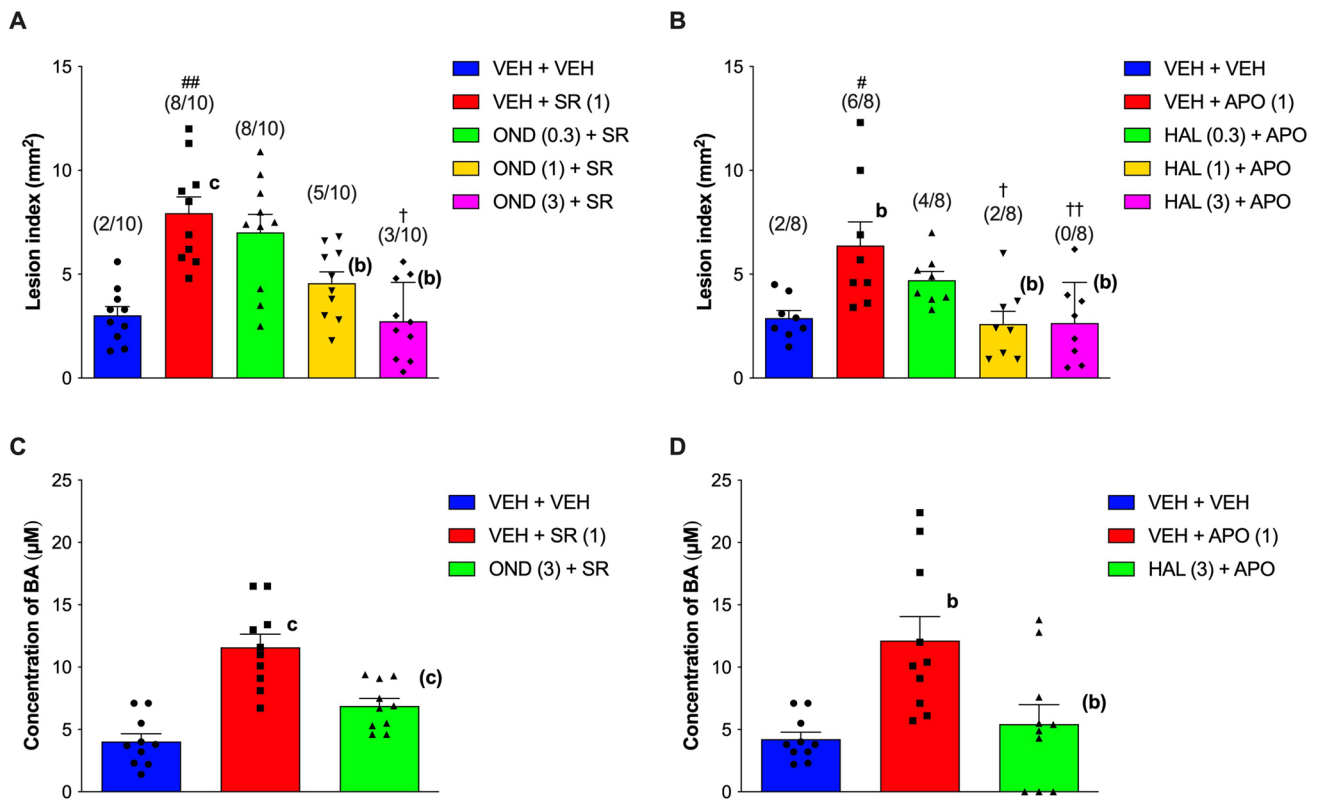 A
Lesion index (mm2)
15
10
5
0
(2/10)
##
(8/10)
c
(8/10)
(5/10)
(b)
†
(3/10)
(b)
VEH + VEH
VEH + SR (1)
OND (0.3) + SR
OND (1) + SR
OND (3) + SR
B
Lesion index (mm2)
15
10
5
0
(2/8)
#
(6/8)
b
(4/8)
†
(2/8)
(b)
††
(0/8)
(b)
VEH + VEH
VEH + APO (1)
HAL (0.3) + APO
HAL (1) + APO
HAL (3) + APO
C
Concentration of BA (µM)
25
20
15
10
5
0
c
(c)
VEH + VEH
VEH + SR (1)
OND (3) + SR
D
Concentration of BA (µM)
25
20
15
10
5
0
b
(b)
VEH + VEH
VEH + APO (1)
HAL (3) + APO